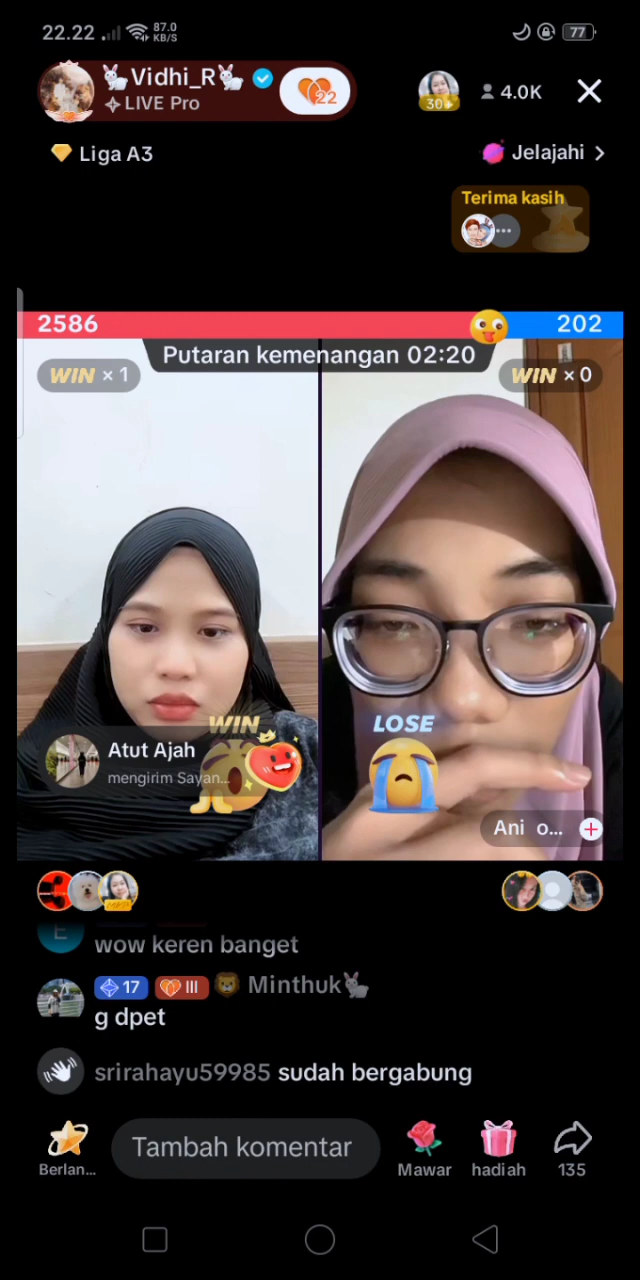 22.22
87.0
KB/S
77
Vidhi_R
LIVE Pro
22
30+
4.0K
Liga A3
Jelajahi
Terima kasih
2586
202
Putaran kemenangan 02:20
WIN × 1
WIN × 0
WIN
LOSE
Atut Ajah
mengirim Sayan...
Ani o...
E
wow keren banget
17
III
Minthuk
g dpet
srirahayu59985 sudah bergabung
Berlan...
Tambah komentar
Mawar
hadiah
135